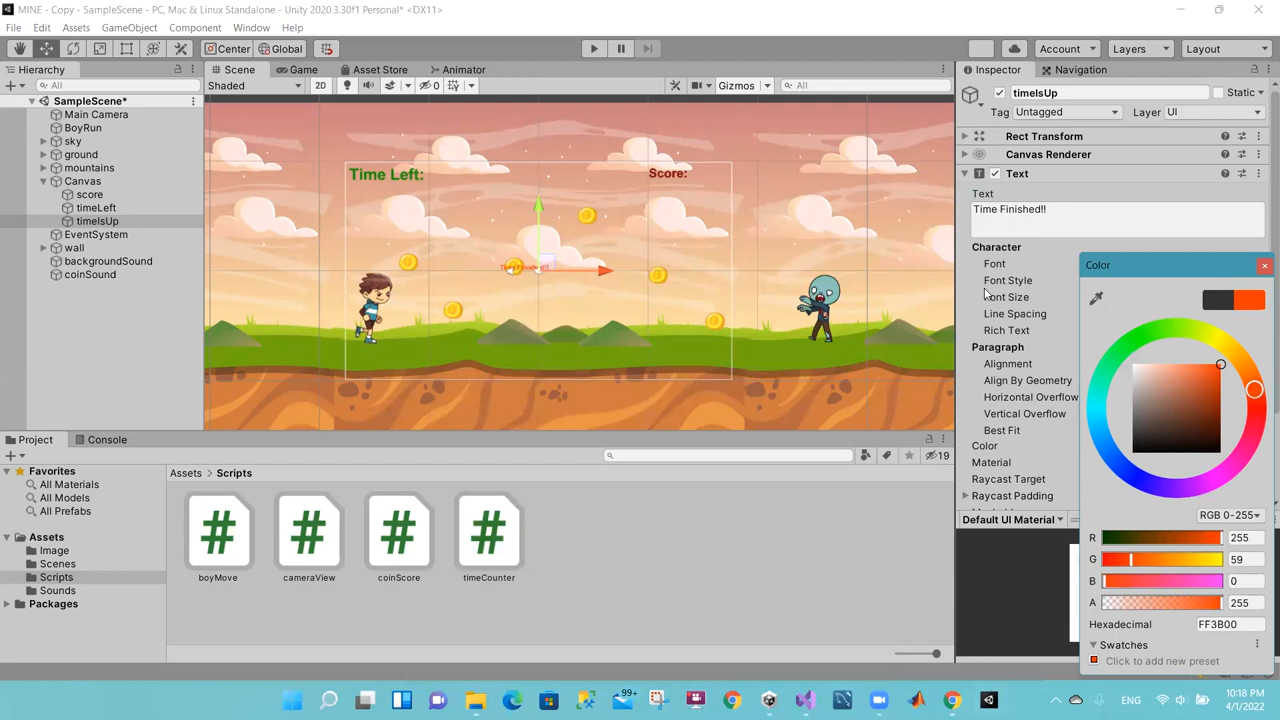 MINE - Copy - SampleScene - PC, Mac & Linux Standalone - Unity 2020.3.30f1 Personal* <DX11>
File Edit Assets GameObject Component Window Help
Center Global Account Layers Layout
Hierarchy Scene Game Asset Store Animator Inspector Navigation
All Shaded 2D 0 Gizmos All
SampleScene*
Main Camera
BoyRun
sky
ground
mountains
Canvas
score
timeLeft
timeIsUp
EventSystem
wall
backgroundSound
coinSound
Time Left:
Score:
Time Finished!!
timeIsUp Static
Tag Untagged Layer UI
Rect Transform
Canvas Renderer
Text
Text
Time Finished!!
Character
Font
Font Style
Font Size
Line Spacing
Rich Text
Paragraph
Alignment
Align By Geometry
Horizontal Overflow
Vertical Overflow
Best Fit
Color
Material
Raycast Target
Raycast Padding
Default UI Material
Color
RGB 0-255
R 255
G 59
B 0
A 255
Hexadecimal FF3B00
Swatches
Click to add new preset
Project Console
19
Favorites
All Materials
All Models
All Prefabs
Assets
Image
Scenes
Scripts
Sounds
Packages
Assets > Scripts
boyMove cameraView coinScore timeCounter
99+
ENG
10:18 PM
4/1/2022